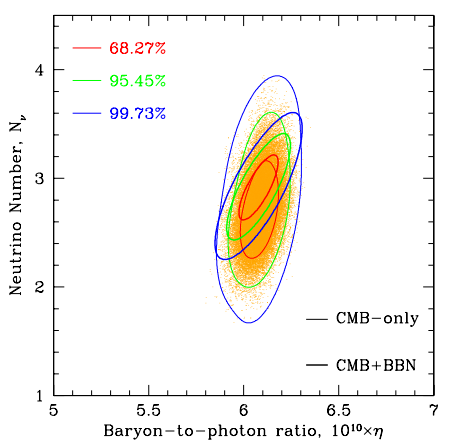 68.27%
95.45%
99.73%
4
3
2
1
Neutrino Number, Nν
CMB-only
CMB+BBN
5 5.5 6 6.5 7
Baryon-to-photon ratio, 10¹⁰×η